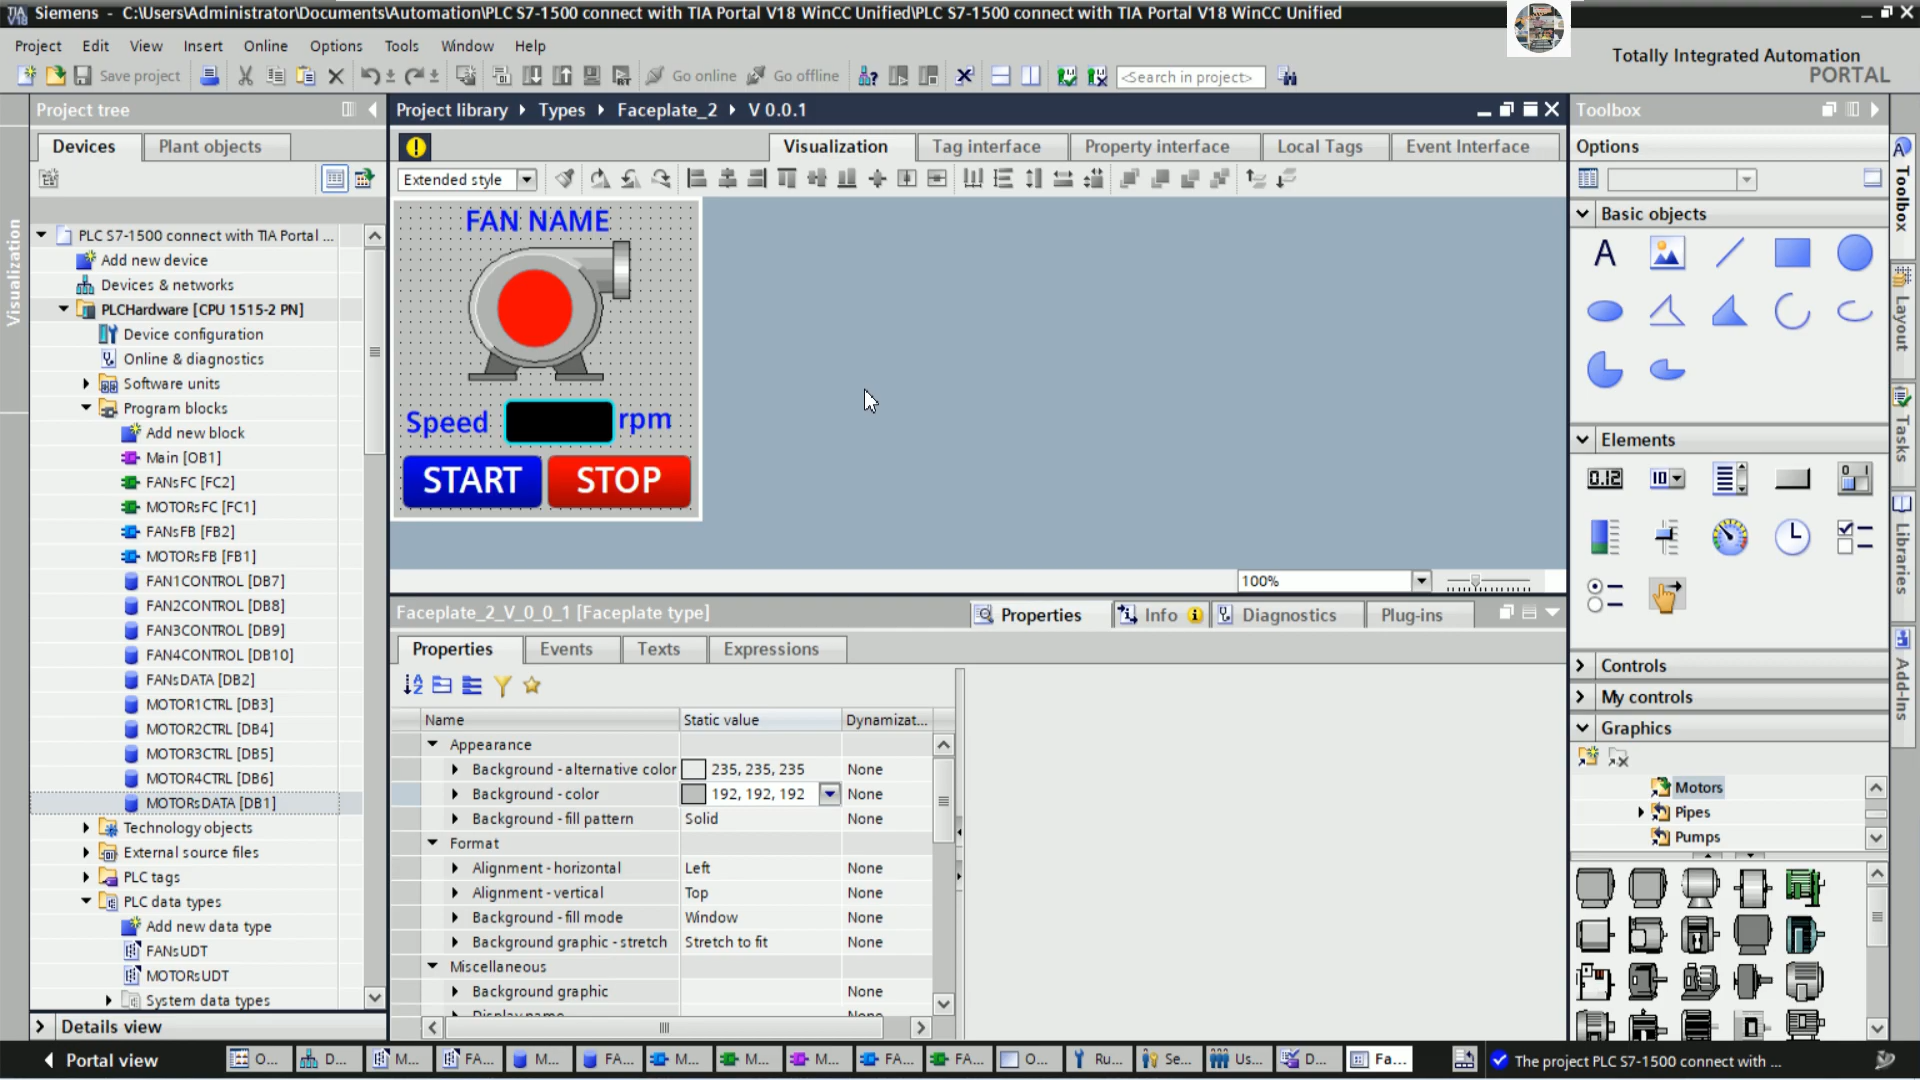 Siemens - C:\Users\Administrator\Documents\Automation\PLC S7-1500 connect with TIA Portal V18 WinCC Unified\PLC S7-1500 connect with TIA Portal V18 WinCC Unified
Project Edit View Insert Online Options Tools Window Help
Totally Integrated Automation
PORTAL
Save project
Go online
Go offline
<Search in project>
Project tree
Devices
Plant objects
Visualization
PLC S7-1500 connect with TIA Portal ...
Add new device
Devices & networks
PLCHardware [CPU 1515-2 PN]
Device configuration
Online & diagnostics
Software units
Program blocks
Add new block
Main [OB1]
FANsFC [FC2]
MOTORsFC [FC1]
FANsFB [FB2]
MOTORsFB [FB1]
FAN1CONTROL [DB7]
FAN2CONTROL [DB8]
FAN3CONTROL [DB9]
FAN4CONTROL [DB10]
FANsDATA [DB2]
MOTOR1CTRL [DB3]
MOTOR2CTRL [DB4]
MOTOR3CTRL [DB5]
MOTOR4CTRL [DB6]
MOTORsDATA [DB1]
Technology objects
External source files
PLC tags
PLC data types
Add new data type
FANsUDT
MOTORsUDT
System data types
Details view
Project library Types Faceplate_2 V 0.0.1
Visualization
Tag interface
Property interface
Local Tags
Event Interface
Extended style
FAN NAME
Speed
rpm
START
STOP
100%
Faceplate_2_V_0_0_1 [Faceplate type]
Properties
Info
Diagnostics
Plug-ins
Properties
Events
Texts
Expressions
Name Static value Dynamizat...
Appearance
Background - alternative color 235, 235, 235 None
Background - color 192, 192, 192 None
Background - fill pattern Solid None
Format
Alignment - horizontal Left None
Alignment - vertical Top None
Background - fill mode Window None
Background graphic - stretch Stretch to fit None
Miscellaneous
Background graphic None
Toolbox
Options
Basic objects
A
Elements
0.12
10
Controls
My controls
Graphics
Motors
Pipes
Pumps
Toolbox
Layout
Tasks
Libraries
Add-Ins
Portal view
O...
D...
M...
FA...
M...
FA...
M...
M...
M...
FA...
FA...
O...
Ru...
Se...
Us...
D...
Fa...
The project PLC S7-1500 connect with ...